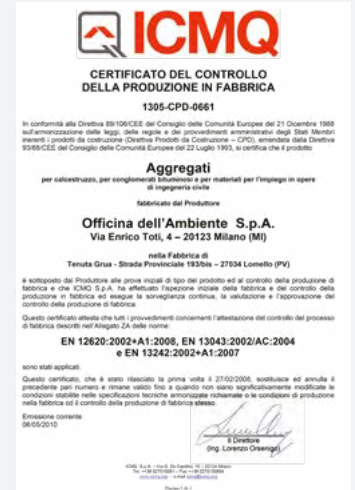 ICMQ
CERTIFICATO DEL CONTROLLO
DELLA PRODUZIONE IN FABBRICA
1305-CPD-0661
In conformità alla Direttiva 89/106/CEE del Consiglio delle Comunità Europee del 21 Dicembre 1988
sull'armonizzazione delle leggi, delle regole e dei provvedimenti amministrativi degli Stati Membri
inerenti i prodotti da costruzione (Direttiva Prodotti da Costruzione – CPD), emendata dalla Direttiva
93/68/CEE del Consiglio delle Comunità Europee del 22 Luglio 1993, si certifica che il prodotto
Aggregati
per calcestruzzo, per conglomerati bituminosi e per materiali per l'impiego in opere
di ingegneria civile
fabbricato dal Produttore
Officina dell'Ambiente S.p.A.
Via Enrico Toti, 4 – 20123 Milano (MI)
nella Fabbrica di
Tenuta Grua - Strada Provinciale 193/bis – 27034 Lomello (PV)
è sottoposto dal Produttore alle prove iniziali di tipo del prodotto ed al controllo della produzione di
fabbrica e che ICMQ S.p.A. ha effettuato l'ispezione iniziale della fabbrica e del controllo della
produzione in fabbrica ed esegue la sorveglianza continua, la valutazione e l'approvazione del
controllo della produzione di fabbrica.
Questo certificato attesta che tutti i provvedimenti concernenti l'attestazione del controllo del processo
di fabbrica descritti nell'Allegato ZA delle norme:
EN 12620:2002+A1:2008, EN 13043:2002/AC:2004
e EN 13242:2002+A1:2007
sono stati applicati.
Questo certificato, che è stato rilasciato la prima volta il 27/02/2008, sostituisce ed annulla il
precedente pari numero e rimane valido fino a quando non siano significativamente modificate le
condizioni stabilite nelle specificazioni tecniche armonizzate richiamate o le condizioni di produzione
nella fabbrica od il controllo della produzione di fabbrica stesso.
Emissione corrente
06/05/2010
Il Direttore
(Ing. Lorenzo Orsenigo)